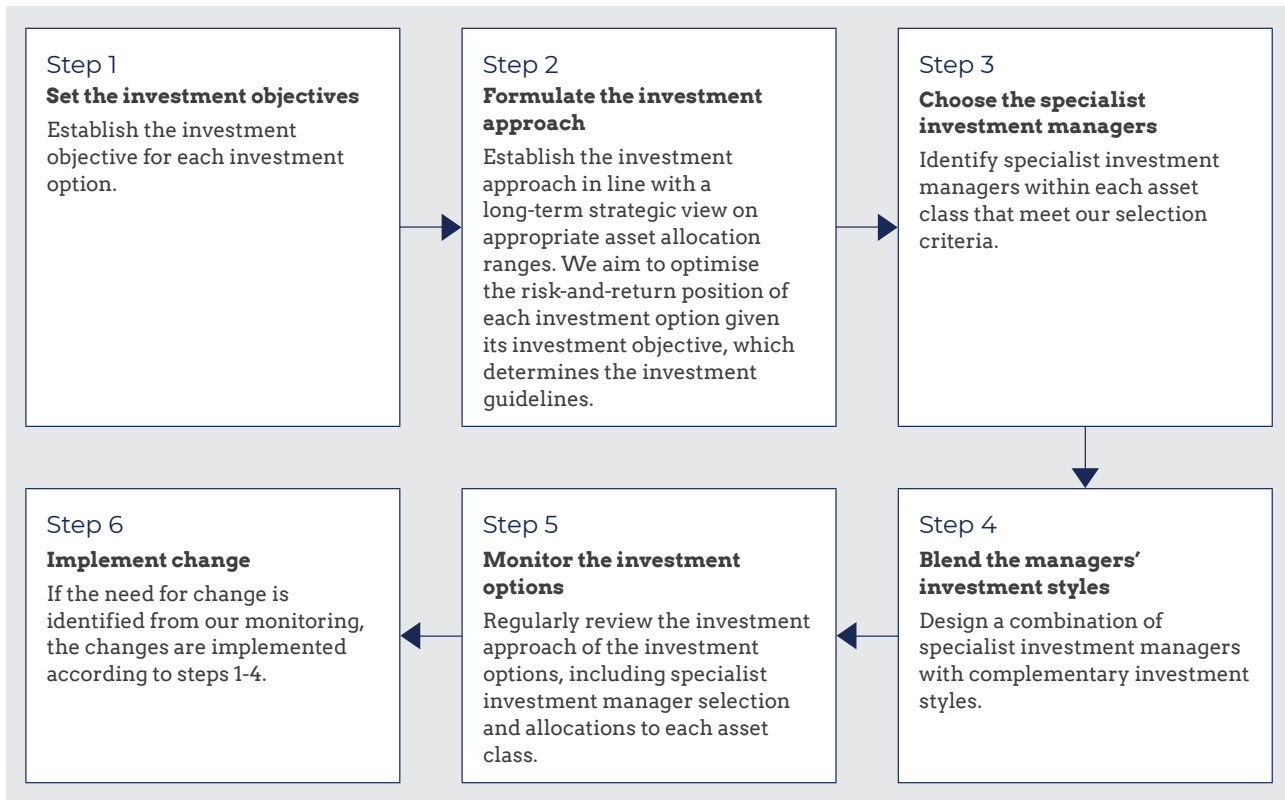 Step 1
Set the investment objectives
Establish the investment
objective for each investment
option.
Step 2
Formulate the investment
approach
Establish the investment
approach in line with a
long-term strategic view on
appropriate asset allocation
ranges. We aim to optimise
the risk-and-return position of
each investment option given
its investment objective, which
determines the investment
guidelines.
Step 3
Choose the specialist
investment managers
Identify specialist investment
managers within each asset
class that meet our selection
criteria.
Step 4
Blend the managers’
investment styles
Design a combination of
specialist investment managers
with complementary investment
styles.
Step 5
Monitor the investment
options
Regularly review the investment
approach of the investment
options, including specialist
investment manager selection
and allocations to each asset
class.
Step 6
Implement change
If the need for change is
identified from our monitoring,
the changes are implemented
according to steps 1-4.